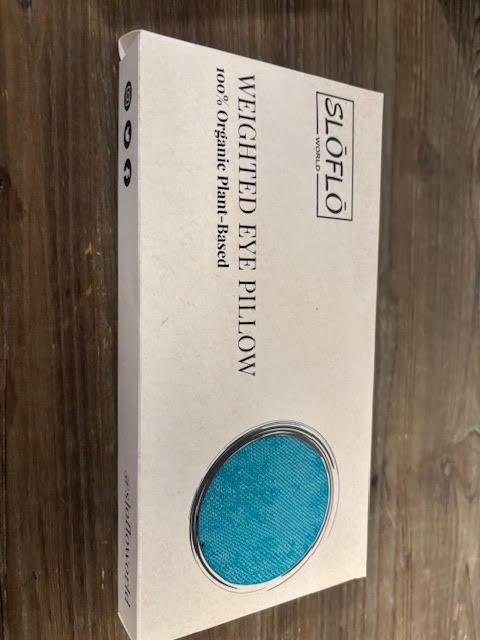 SLŌFLŌ
WORLD
WEIGHTED EYE PILLOW
100% Organic Plant-Based
@slofloworld